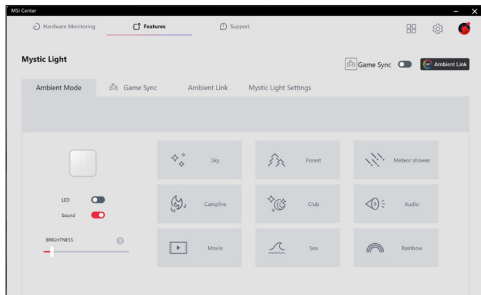 MSI Center
Hardware Monitoring Features Support
Mystic Light
Game Sync Ambient Link
Ambient Mode Game Sync Ambient Link Mystic Light Settings
Sky Forest Meteor shower
LED
Sound
Campfire Club Audio
BRIGHTNESS
Movie Sea Rainbow